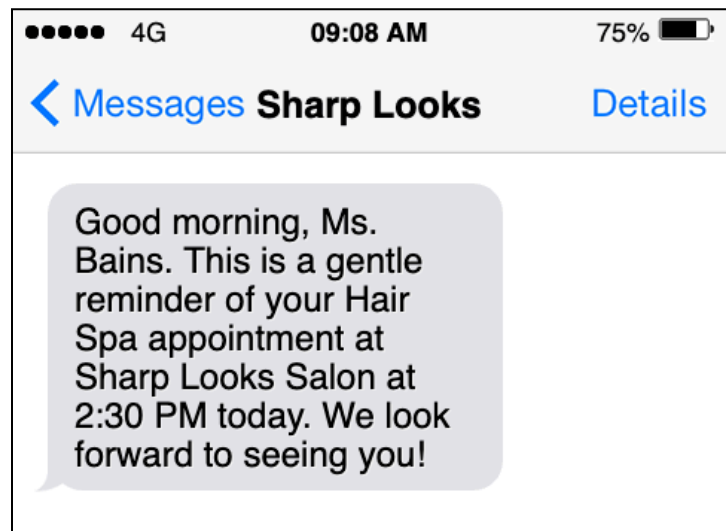 4G 09:08 AM 75%
Messages Sharp Looks Details
Good morning, Ms.
Bains. This is a gentle
reminder of your Hair
Spa appointment at
Sharp Looks Salon at
2:30 PM today. We look
forward to seeing you!